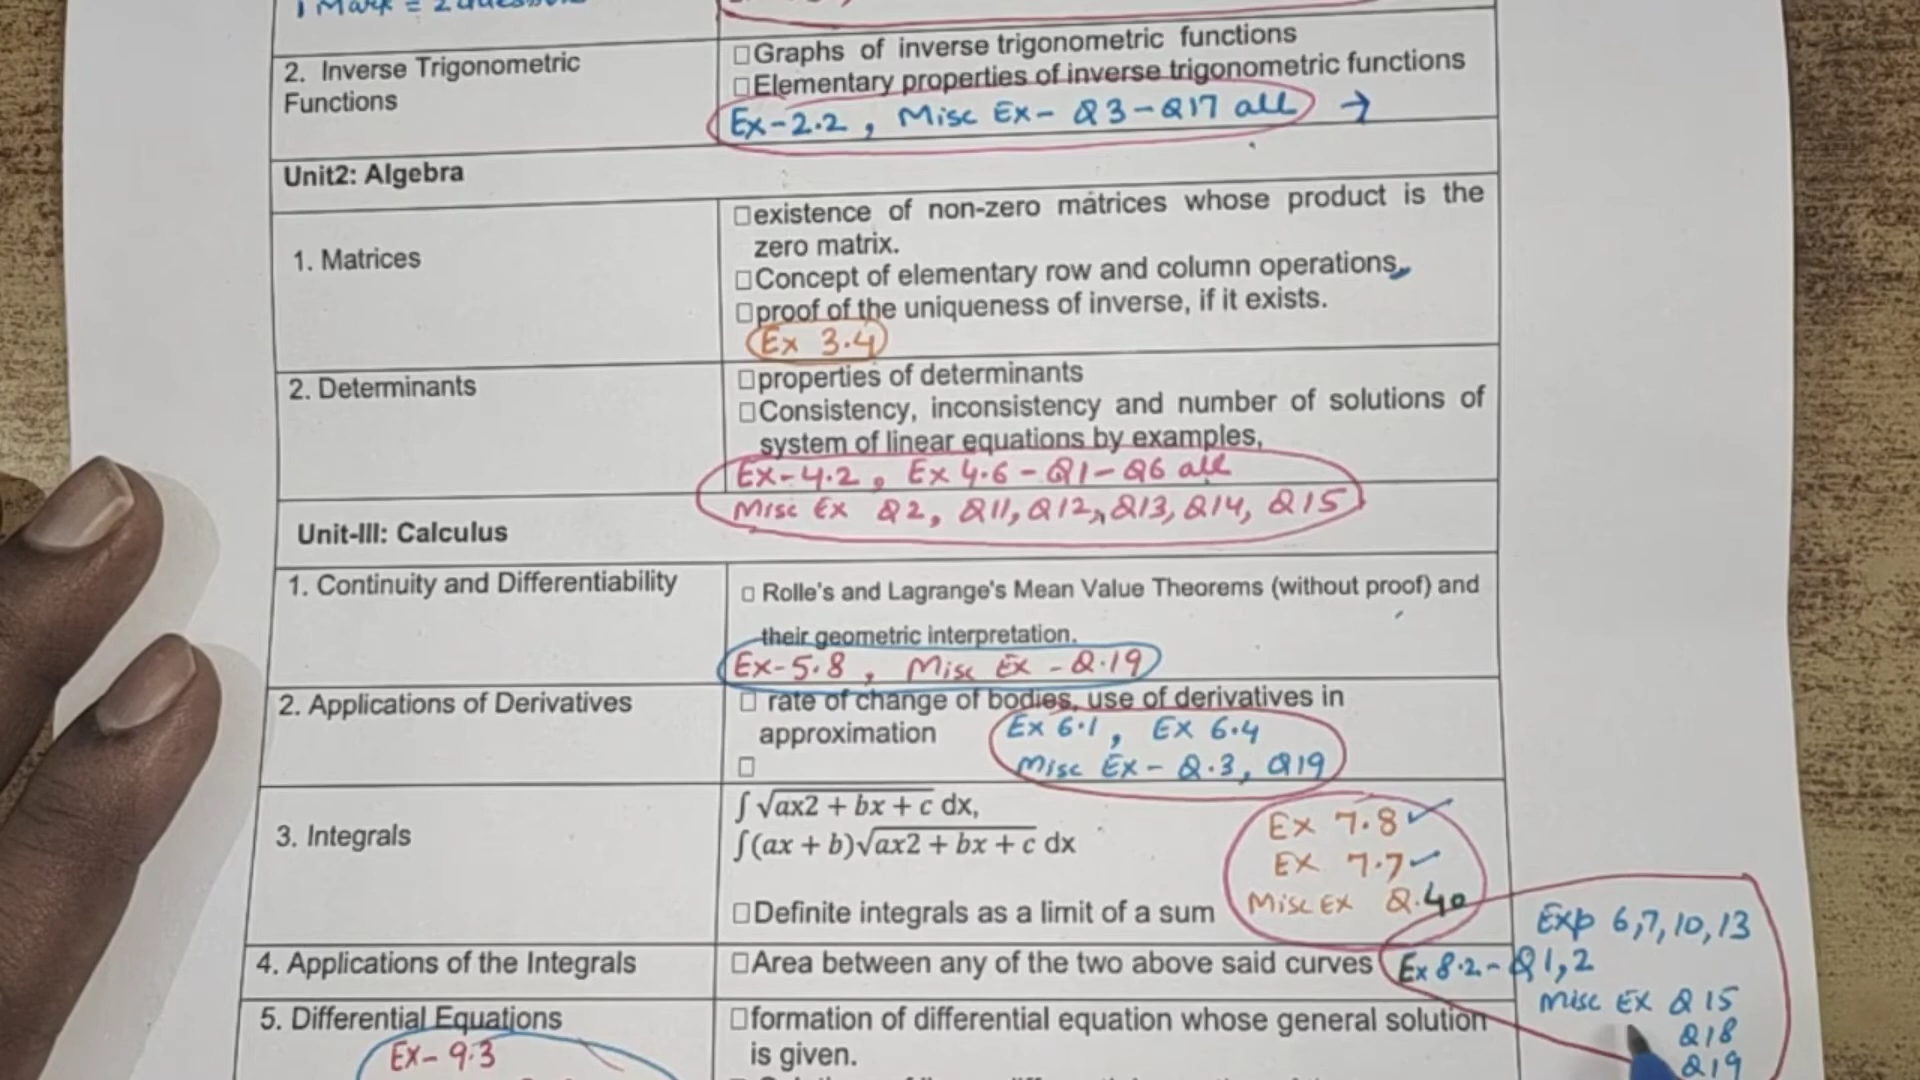 1 Mark = 2
2. Inverse Trigonometric
Functions
□Graphs of inverse trigonometric functions
□Elementary properties of inverse trigonometric functions
Ex-2.2, Misc Ex- Q3-Q17 all →
Unit2: Algebra
1. Matrices
□existence of non-zero matrices whose product is the
zero matrix.
□Concept of elementary row and column operations,
□proof of the uniqueness of inverse, if it exists.
Ex 3.4
2. Determinants
□properties of determinants
□Consistency, inconsistency and number of solutions of
system of linear equations by examples,
Ex-4.2, Ex 4.6-Q1-Q6 all
Misc Ex Q2, Q11, Q12, Q13, Q14, Q15
Unit-III: Calculus
1. Continuity and Differentiability
□ Rolle's and Lagrange's Mean Value Theorems (without proof) and
their geometric interpretation.
Ex-5.8, Misc Ex - Q.19
2. Applications of Derivatives
□ rate of change of bodies, use of derivatives in
approximation
Ex 6.1, Ex 6.4
□
Misc Ex- Q.3, Q19
3. Integrals
∫√ax2 + bx + c dx,
∫(ax + b)√ax2 + bx + c dx
□Definite integrals as a limit of a sum
Ex 7.8 ✓
Ex 7.7 ✓
Misc Ex Q.40
4. Applications of the Integrals
□Area between any of the two above said curves
Exp 6,7,10,13
Ex 8.2-Q1,2
Misc Ex Q15
Q18
Q19
5. Differential Equations
Ex-9.3
□formation of differential equation whose general solution
is given.